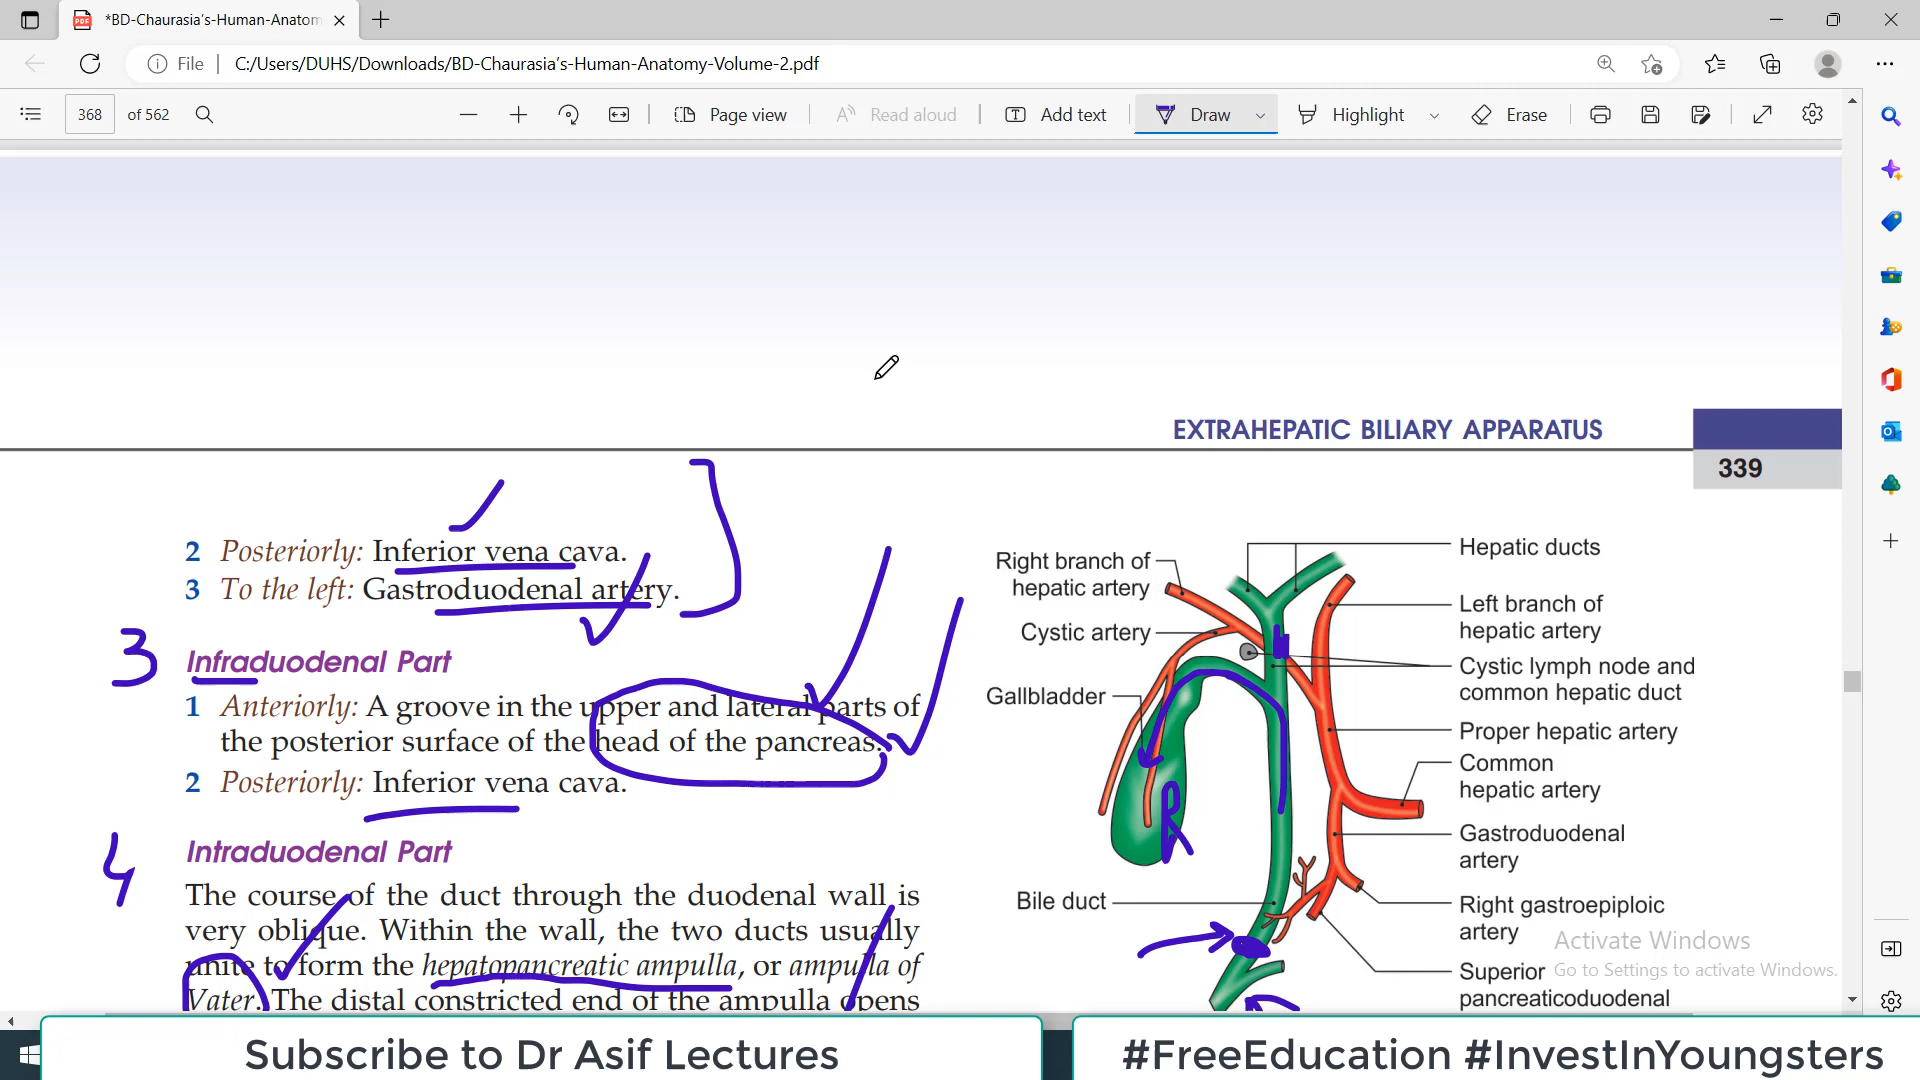 *BD-Chaurasia's-Human-Anatom
File
C:/Users/DUHS/Downloads/BD-Chaurasia's-Human-Anatomy-Volume-2.pdf
368 of 562
Page view
Read aloud
Add text
Draw
Highlight
Erase
EXTRAHEPATIC BILIARY APPARATUS
339
2 Posteriorly: Inferior vena cava.
3 To the left: Gastroduodenal artery.
3
Infraduodenal Part
1 Anteriorly: A groove in the upper and lateral parts of
the posterior surface of the head of the pancreas.
2 Posteriorly: Inferior vena cava.
4
Intraduodenal Part
The course of the duct through the duodenal wall is
very oblique. Within the wall, the two ducts usually
unite to form the hepatopancreatic ampulla, or ampulla of
Vater. The distal constricted end of the ampulla opens
Right branch of
hepatic artery
Cystic artery
Gallbladder
R
Bile duct
Hepatic ducts
Left branch of
hepatic artery
Cystic lymph node and
common hepatic duct
Proper hepatic artery
Common
hepatic artery
Gastroduodenal
artery
Right gastroepiploic
artery
Superior
pancreaticoduodenal
Activate Windows
Go to Settings to activate Windows.
Subscribe to Dr Asif Lectures
#FreeEducation #InvestInYoungsters